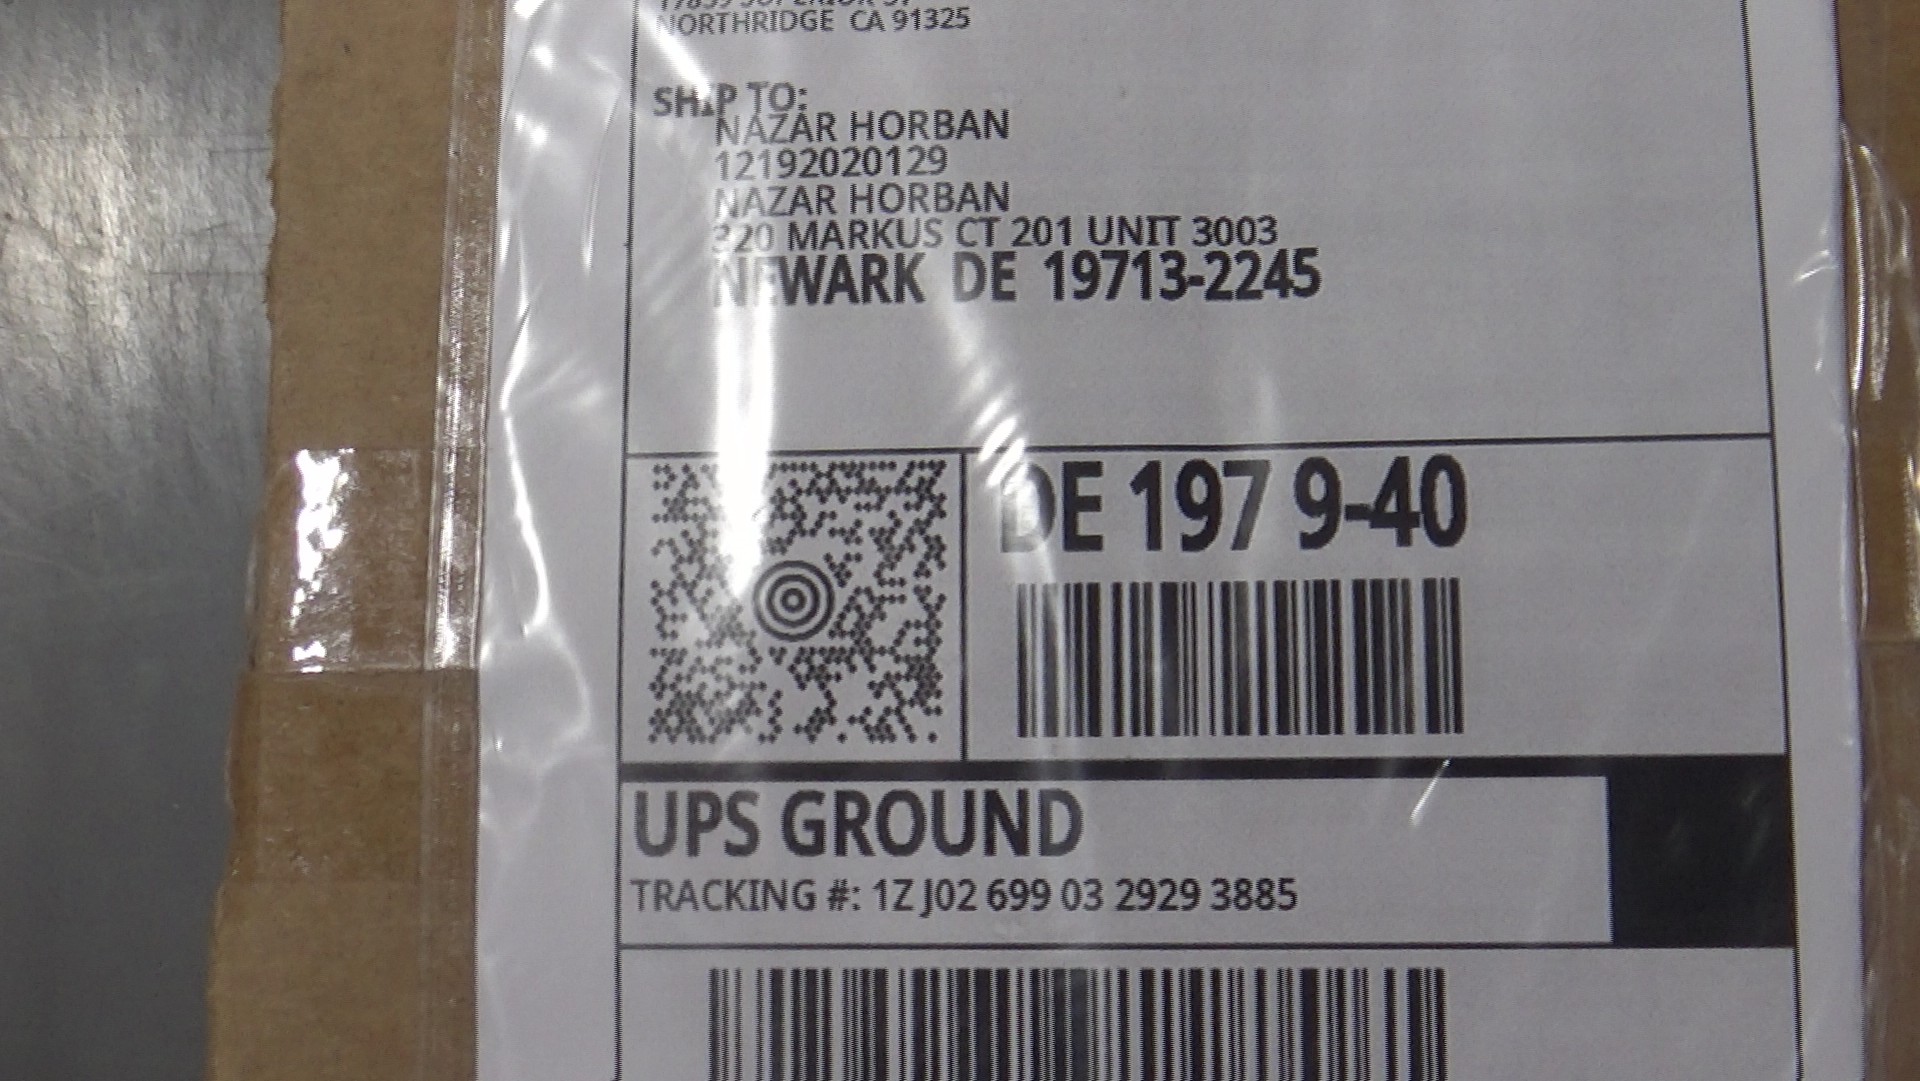 NORTHRIDGE CA 91325
SHIP TO:
NAZAR HORBAN
12192020129
NAZAR HORBAN
320 MARKUS CT 201 UNIT 3003
NEWARK DE 19713-2245
DE 197 9-40
UPS GROUND
TRACKING #: 1Z J02 699 03 2929 3885